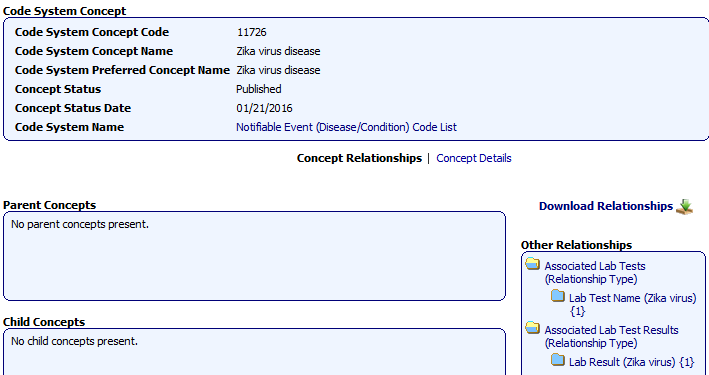 Code System Concept
Code System Concept Code 11726
Code System Concept Name Zika virus disease
Code System Preferred Concept Name Zika virus disease
Concept Status Published
Concept Status Date 01/21/2016
Code System Name Notifiable Event (Disease/Condition) Code List
Concept Relationships | Concept Details
Parent Concepts
No parent concepts present.
Child Concepts
No child concepts present.
Download Relationships
Other Relationships
Associated Lab Tests
(Relationship Type)
Lab Test Name (Zika virus)
{1}
Associated Lab Test Results
(Relationship Type)
Lab Result (Zika virus) {1}